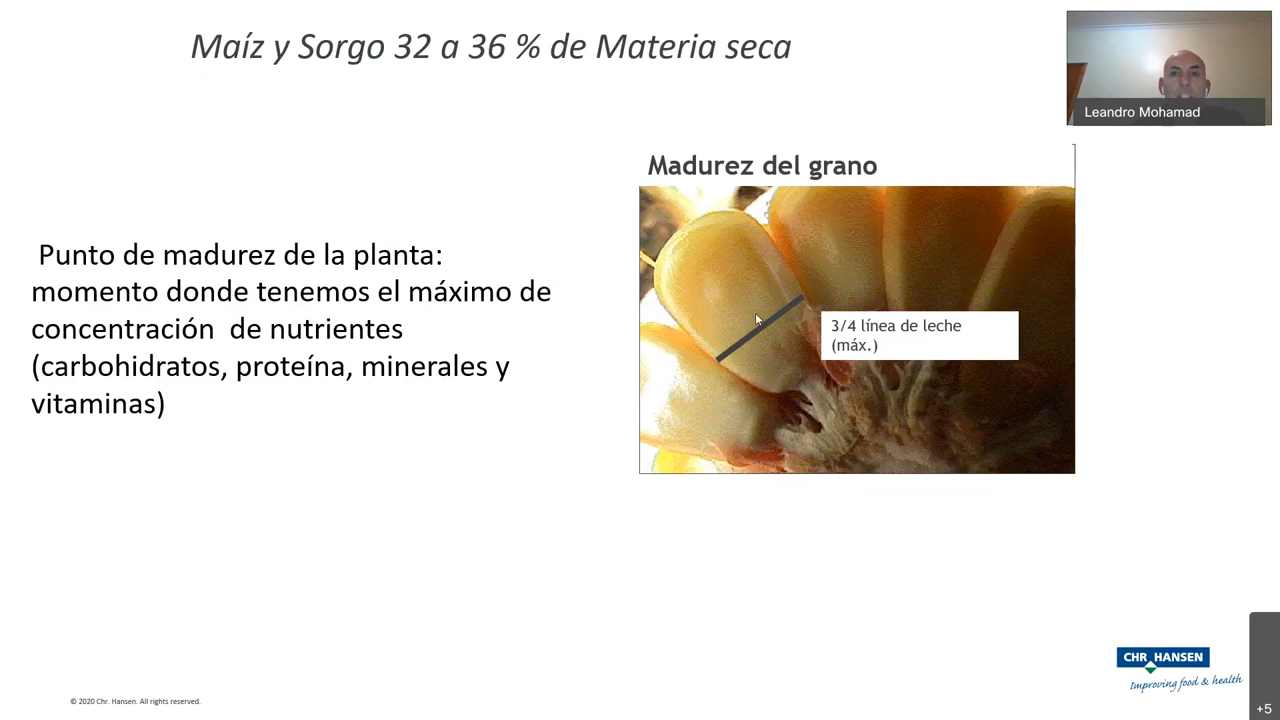 Maíz y Sorgo 32 a 36 % de Materia seca
Leandro Mohamad
Madurez del grano
Punto de madurez de la planta:
momento donde tenemos el máximo de
concentración de nutrientes
(carbohidratos, proteína, minerales y
vitaminas)
3/4 línea de leche
(máx.)
CHR HANSEN
Improving food & health
© 2020 Chr. Hansen. All rights reserved.
+5